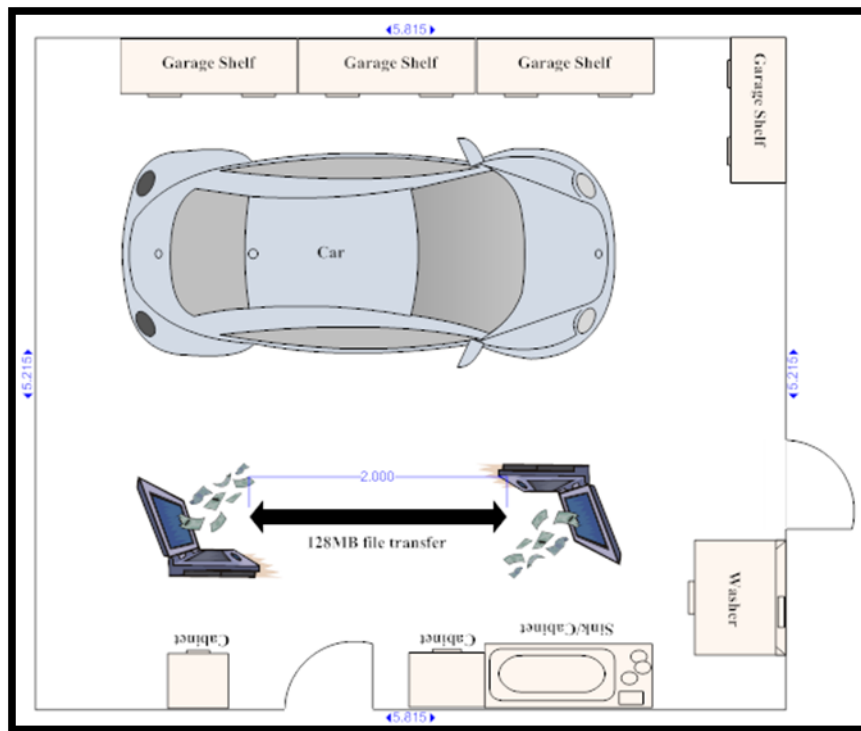 5.815
Garage Shelf
Garage Shelf
Garage Shelf
Garage Shelf
Car
5.215
5.215
2.000
128MB file transfer
Washer
Cabinet
Cabinet
Sink/Cabinet
5.815